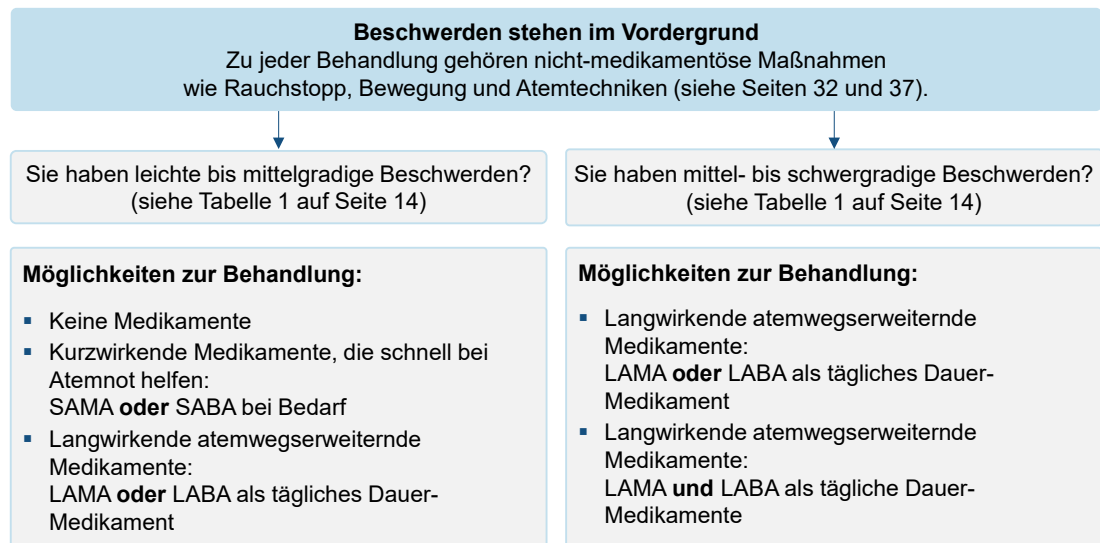 Beschwerden stehen im Vordergrund
Zu jeder Behandlung gehören nicht-medikamentöse Maßnahmen
wie Rauchstopp, Bewegung und Atemtechniken (siehe Seiten 32 und 37).
Sie haben leichte bis mittelgradige Beschwerden?
(siehe Tabelle 1 auf Seite 14)
Sie haben mittel- bis schwergradige Beschwerden?
(siehe Tabelle 1 auf Seite 14)
Möglichkeiten zur Behandlung:
▪ Keine Medikamente
▪ Kurzwirkende Medikamente, die schnell bei
Atemnot helfen:
SAMA oder SABA bei Bedarf
▪ Langwirkende atemwegserweiternde
Medikamente:
LAMA oder LABA als tägliches Dauer-
Medikament
Möglichkeiten zur Behandlung:
▪ Langwirkende atemwegserweiternde
Medikamente:
LAMA oder LABA als tägliches Dauer-
Medikament
▪ Langwirkende atemwegserweiternde
Medikamente:
LAMA und LABA als tägliche Dauer-
Medikamente